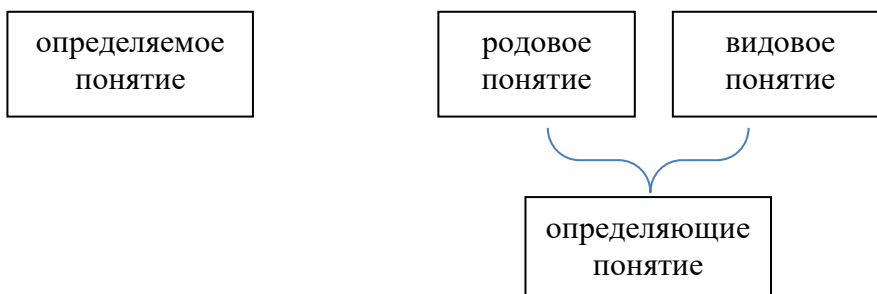 определяемое
понятие
родовое
понятие
видовое
понятие
определяющие
понятие